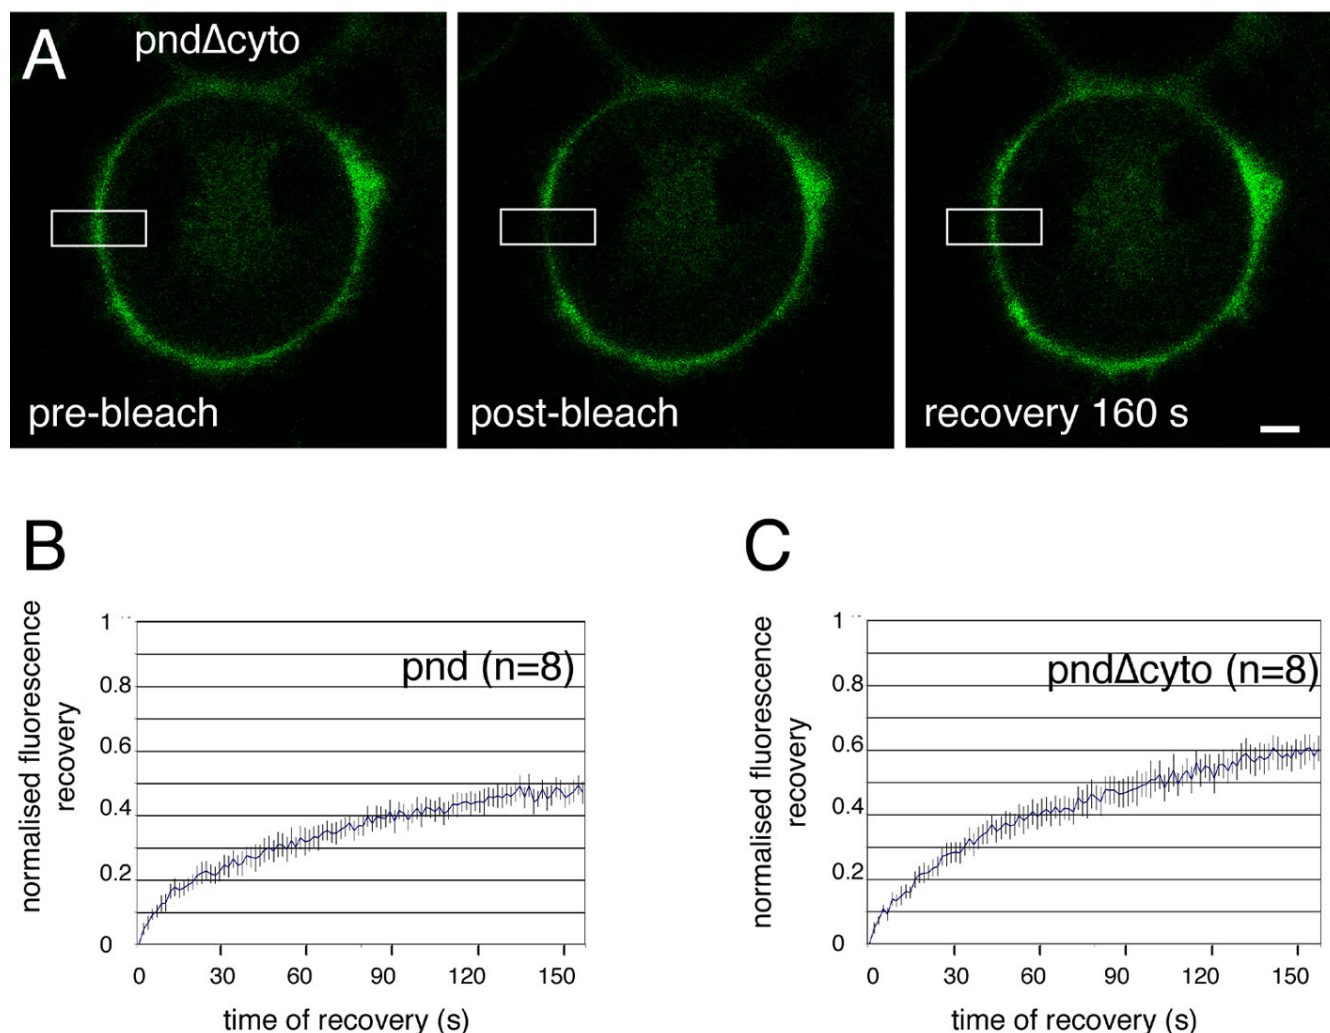 A
pndΔcyto
pre-bleach
post-bleach
recovery 160 s
B
normalised fluorescence
recovery
1
0.8
0.6
0.4
0.2
0
pnd (n=8)
0 30 60 90 120 150
time of recovery (s)
C
normalised fluorescence
recovery
1
0.8
0.6
0.4
0.2
0
pndΔcyto (n=8)
0 30 60 90 120 150
time of recovery (s)